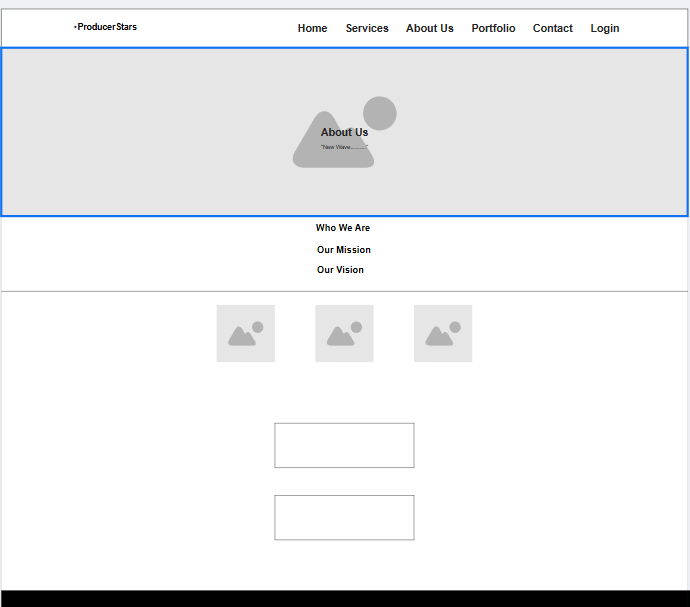 •ProducerStars
Home Services About Us Portfolio Contact Login
About Us
"New Wave.........."
Who We Are
Our Mission
Our Vision